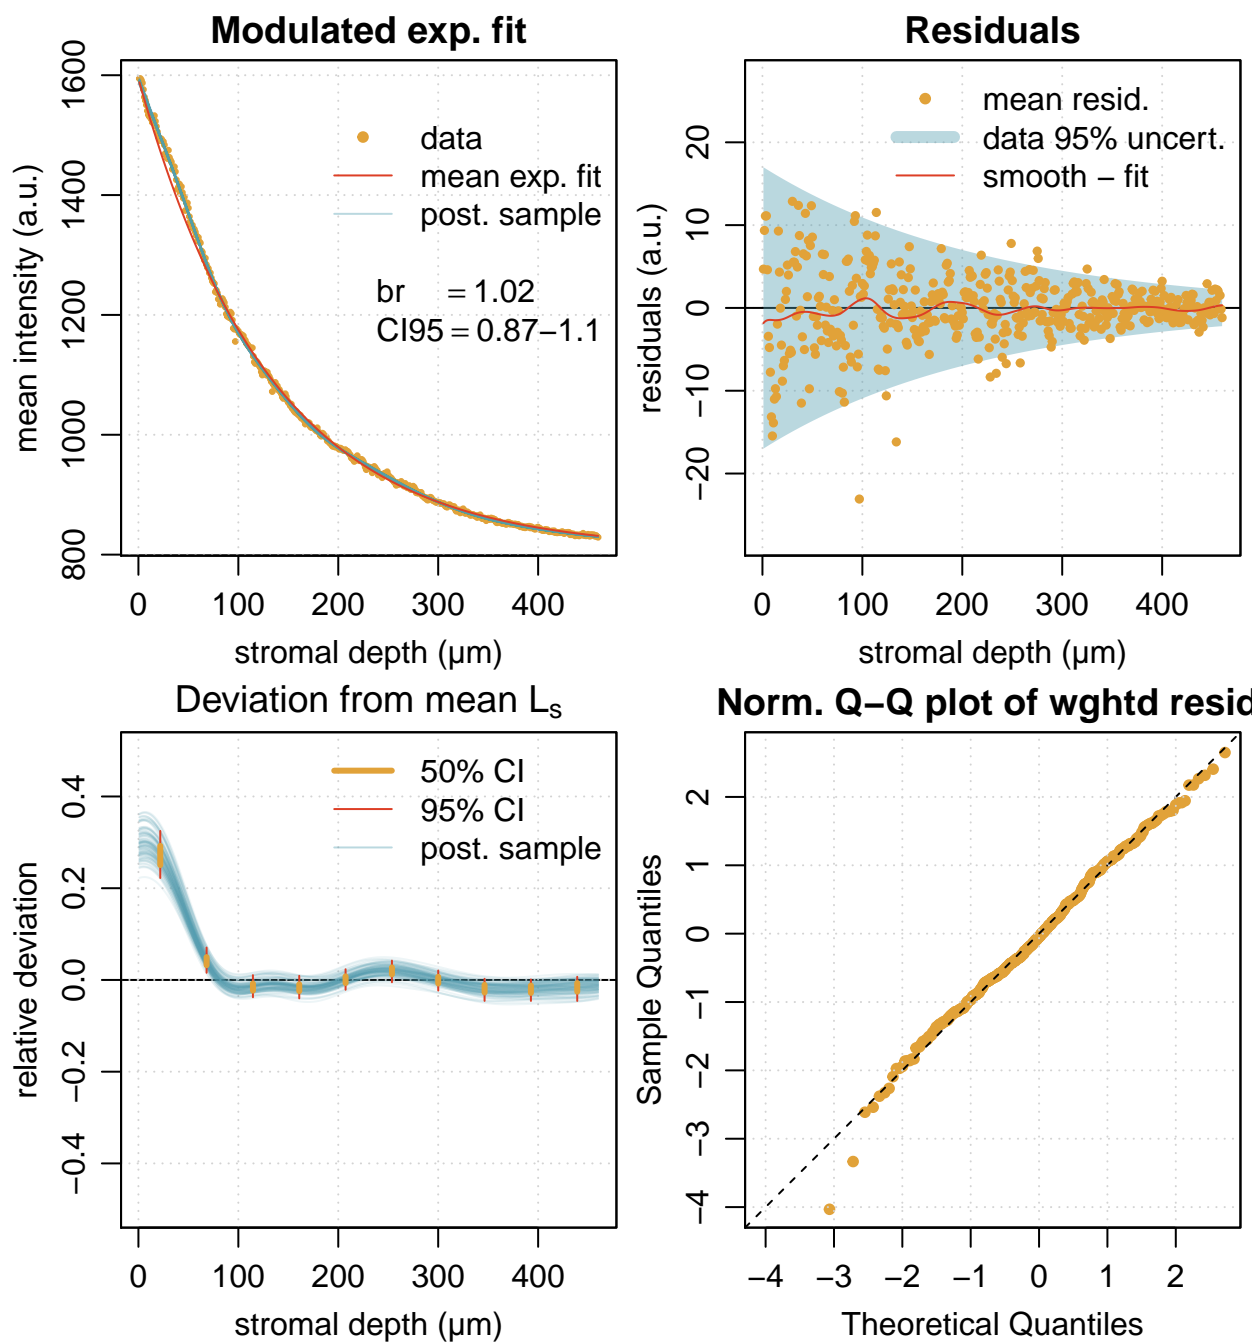 Modulated exp. fit
mean intensity (a.u.)
1600
1400
1200
1000
800
data
mean exp. fit
post. sample
br = 1.02
CI95 = 0.87−1.1
0 100 200 300 400
stromal depth (µm)
Residuals
residuals (a.u.)
20
10
0
−10
−20
mean resid.
data 95% uncert.
smooth − fit
0 100 200 300 400
stromal depth (µm)
Deviation from mean Ls
relative deviation
0.4
0.2
0.0
−0.2
−0.4
50% CI
95% CI
post. sample
0 100 200 300 400
stromal depth (µm)
Norm. Q−Q plot of wghtd resid
Sample Quantiles
2
1
0
−1
−2
−3
−4
−4 −3 −2 −1 0 1 2
Theoretical Quantiles